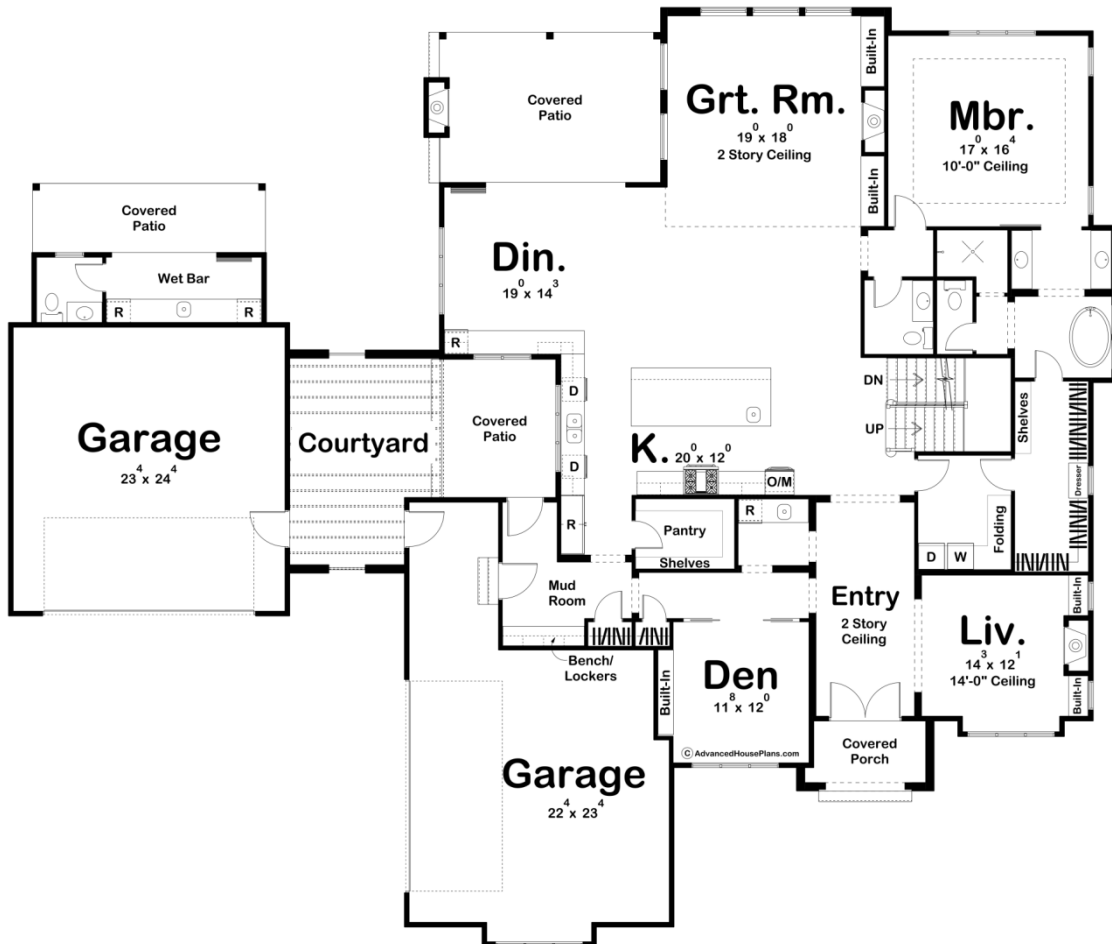 Covered
Patio
Grt. Rm.
19⁰ x 18⁰
2 Story Ceiling
Built-In
Built-In
Mbr.
17⁰ x 16⁴
10'-0" Ceiling
Covered
Patio
Wet Bar
R
R
Din.
19⁰ x 14³
R
D
D
R
Garage
23⁴ x 24⁴
Courtyard
Covered
Patio
K. 20⁰ x 12⁰
O/M
DN
UP
Shelves
Dresser
Pantry
Shelves
R
Folding
D
W
Mud
Room
Bench/
Lockers
Entry
2 Story
Ceiling
Liv.
14³ x 12¹
14'-0" Ceiling
Built-In
Built-In
Den
11⁸ x 12⁰
Built-In
© AdvancedHousePlans.com
Covered
Porch
Garage
22⁴ x 23⁴